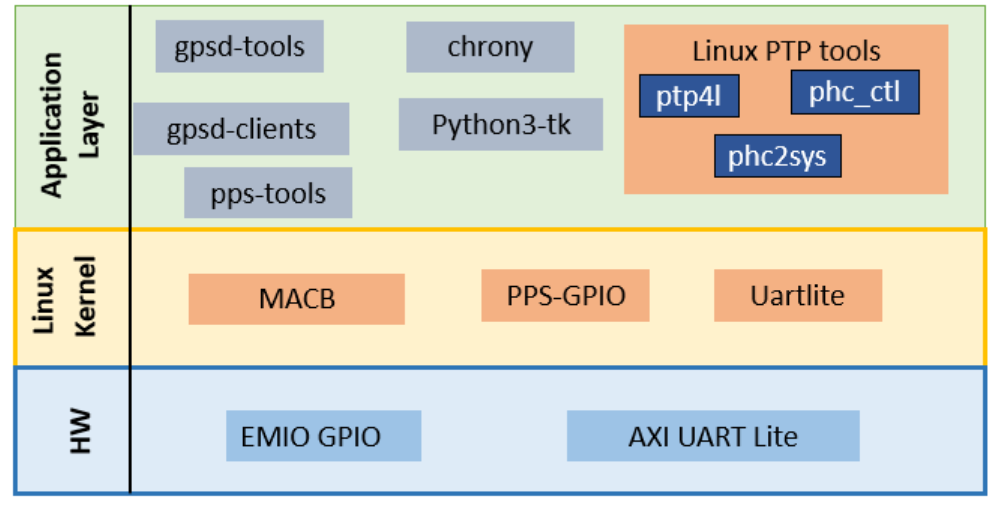 Application
Layer
gpsd-tools
chrony
Linux PTP tools
ptp4l
phc_ctl
gpsd-clients
Python3-tk
phc2sys
pps-tools
Linux
Kernel
MACB
PPS-GPIO
Uartlite
HW
EMIO GPIO
AXI UART Lite